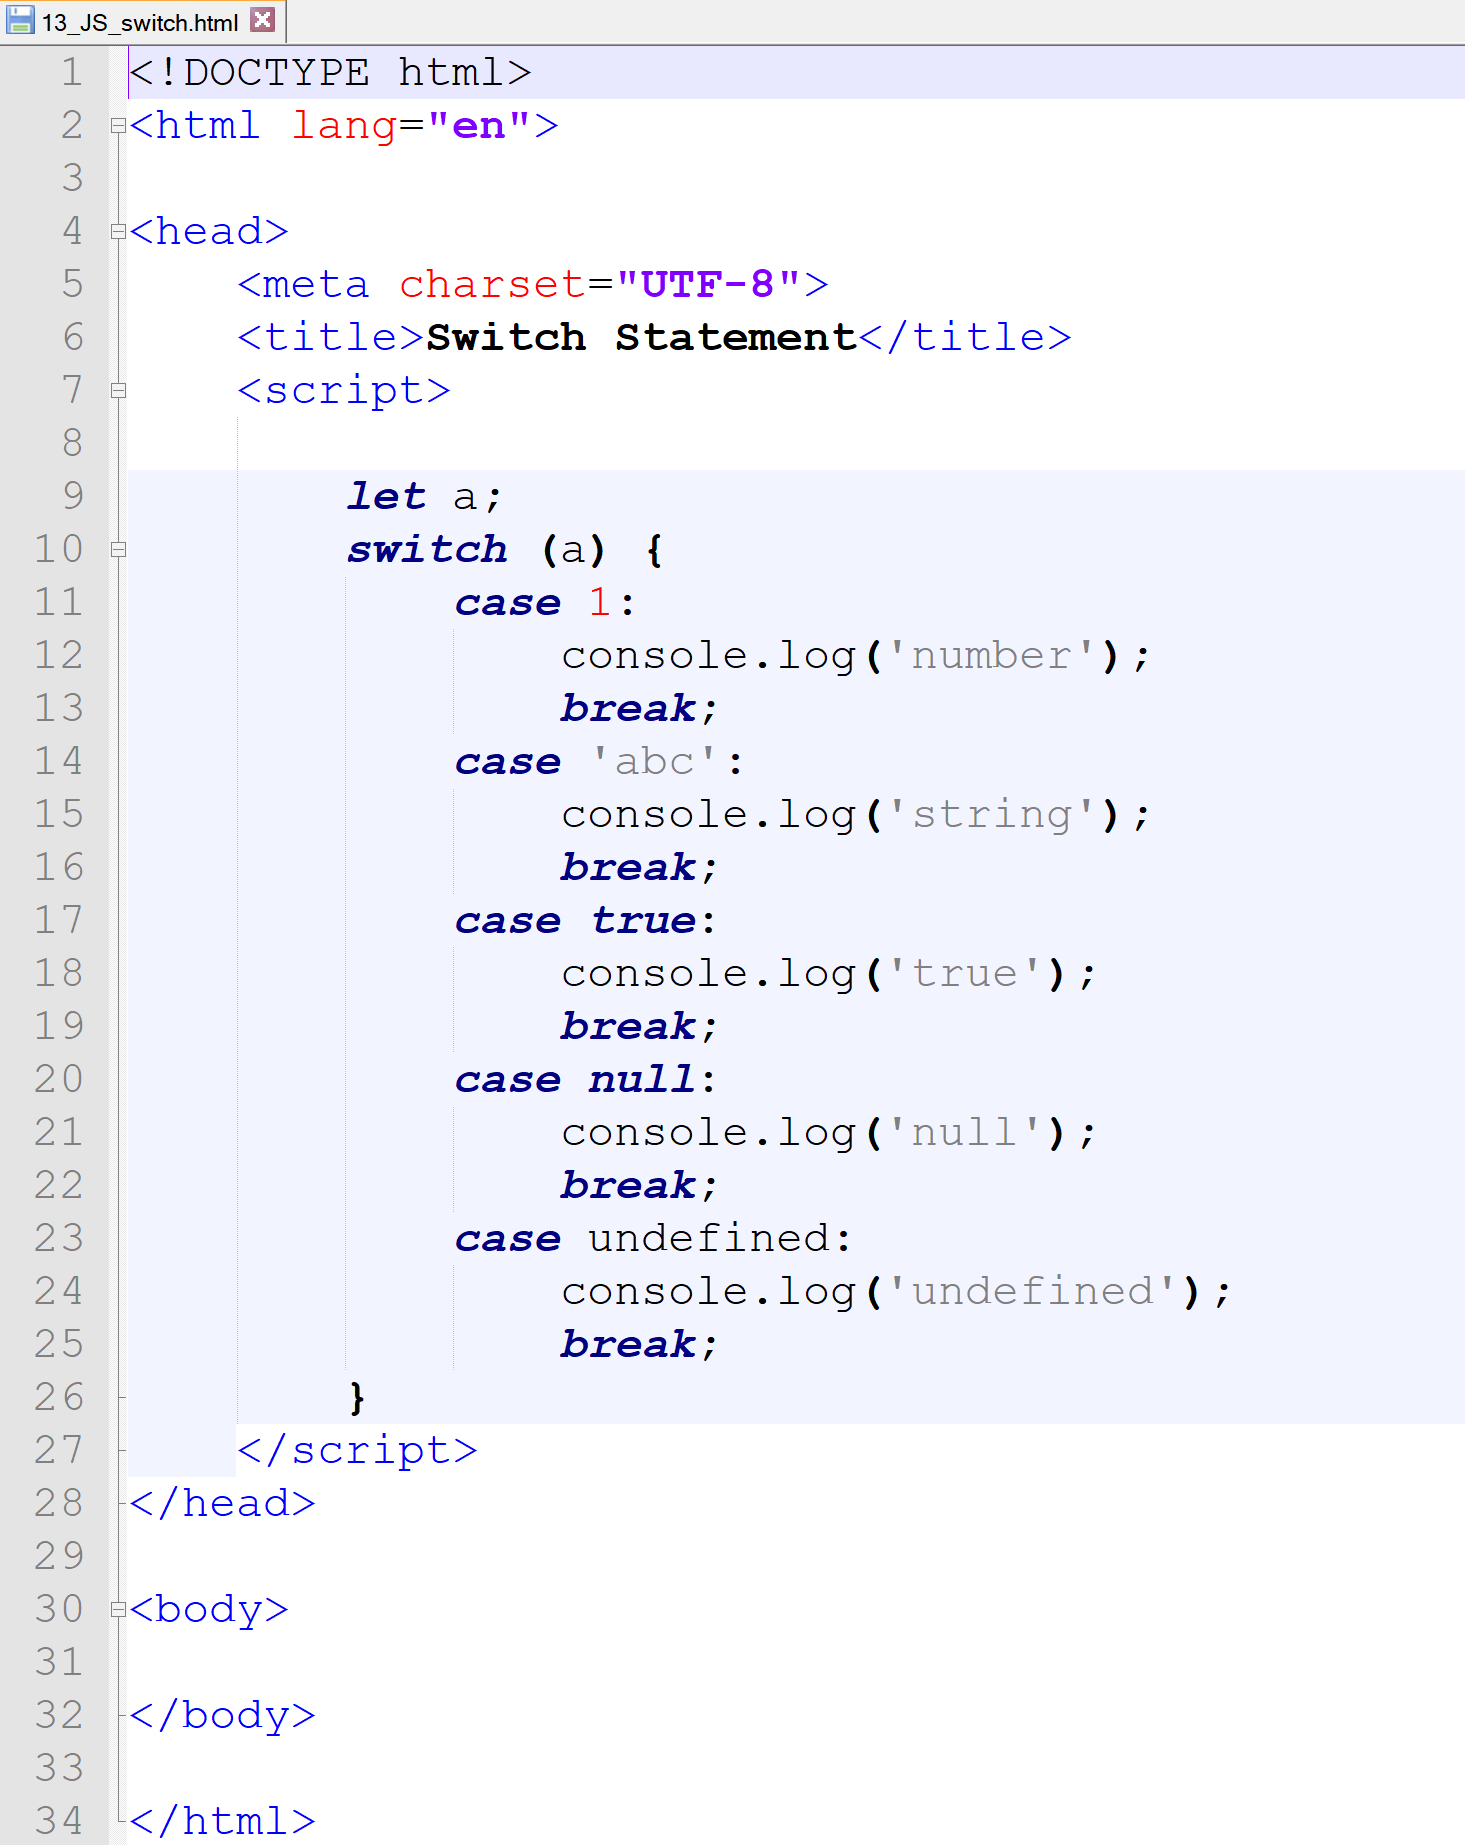 13_JS_switch.html
1 <!DOCTYPE html>
2 <html lang="en">
3
4 <head>
5     <meta charset="UTF-8">
6     <title>Switch Statement</title>
7     <script>
8
9         let a;
10         switch (a) {
11             case 1:
12                 console.log('number');
13                 break;
14             case 'abc':
15                 console.log('string');
16                 break;
17             case true:
18                 console.log('true');
19                 break;
20             case null:
21                 console.log('null');
22                 break;
23             case undefined:
24                 console.log('undefined');
25                 break;
26         }
27     </script>
28 </head>
29
30 <body>
31
32 </body>
33
34 </html>